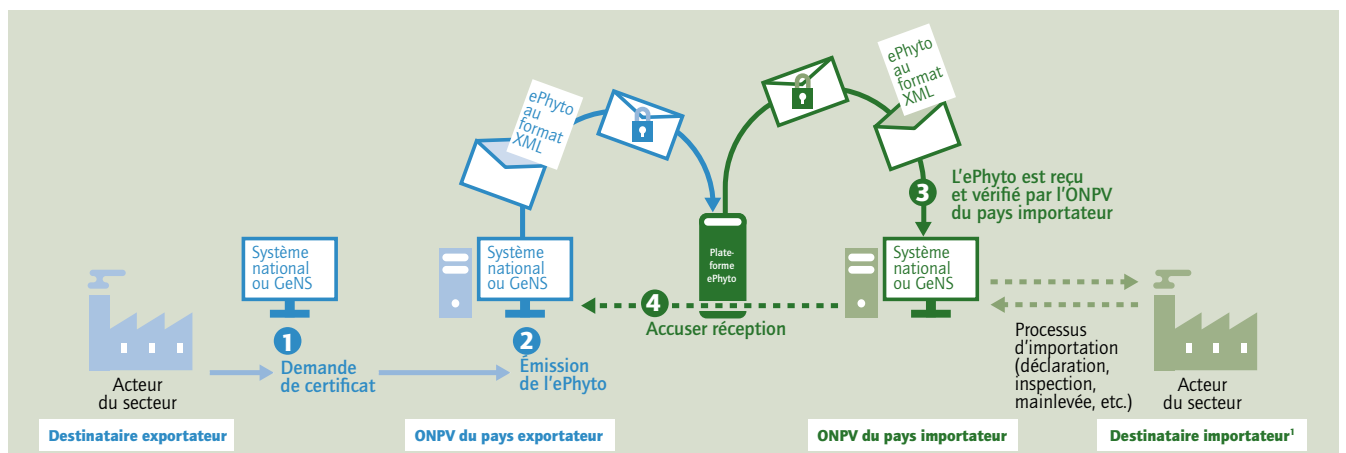 Acteur
du secteur
Destinataire exportateur
Système
national
ou GeNS
1
Demande
de certificat
ePhyto
au
format
XML
Système
national
ou GeNS
2
Émission
de l'ePhyto
ONPV du pays exportateur
Plate-
forme
ePhyto
4
Accuser réception
ePhyto
au
format
XML
3
L'ePhyto est reçu
et vérifié par l'ONPV
du pays importateur
Système
national
ou GeNS
ONPV du pays importateur
Processus
d'importation
(déclaration,
inspection,
mainlevée, etc.)
Acteur
du secteur
Destinataire importateur¹